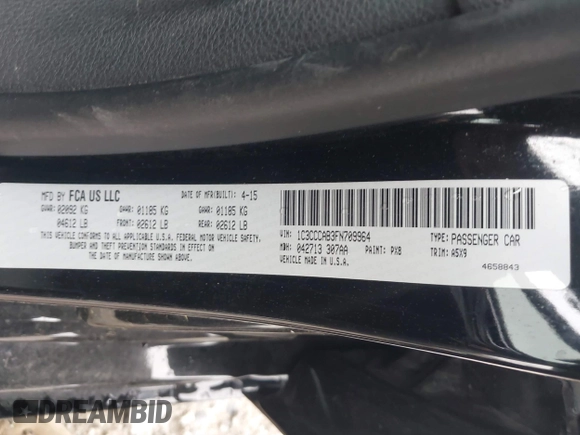 MFD BY FCA US LLC
DATE OF MFR(BUILT): 4-15
GVWR: 02092 KG GAWR: 01185 KG GAWR: 01185 KG
04612 LB FRONT: 02612 LB REAR: 02612 LB
THIS VEHICLE CONFORMS TO ALL APPLICABLE U.S.A. FEDERAL MOTOR VEHICLE SAFETY,
BUMPER AND THEFT PREVENTION STANDARDS IN EFFECT ON
THE DATE OF MANUFACTURE SHOWN ABOVE.
VIN: 1C3CCCAB3FN709964 TYPE: PASSENGER CAR
MDH: 042713 307AA PAINT: PX8 TRIM: A5X9
VEHICLE MADE IN U.S.A.
4658843
DREAMBID